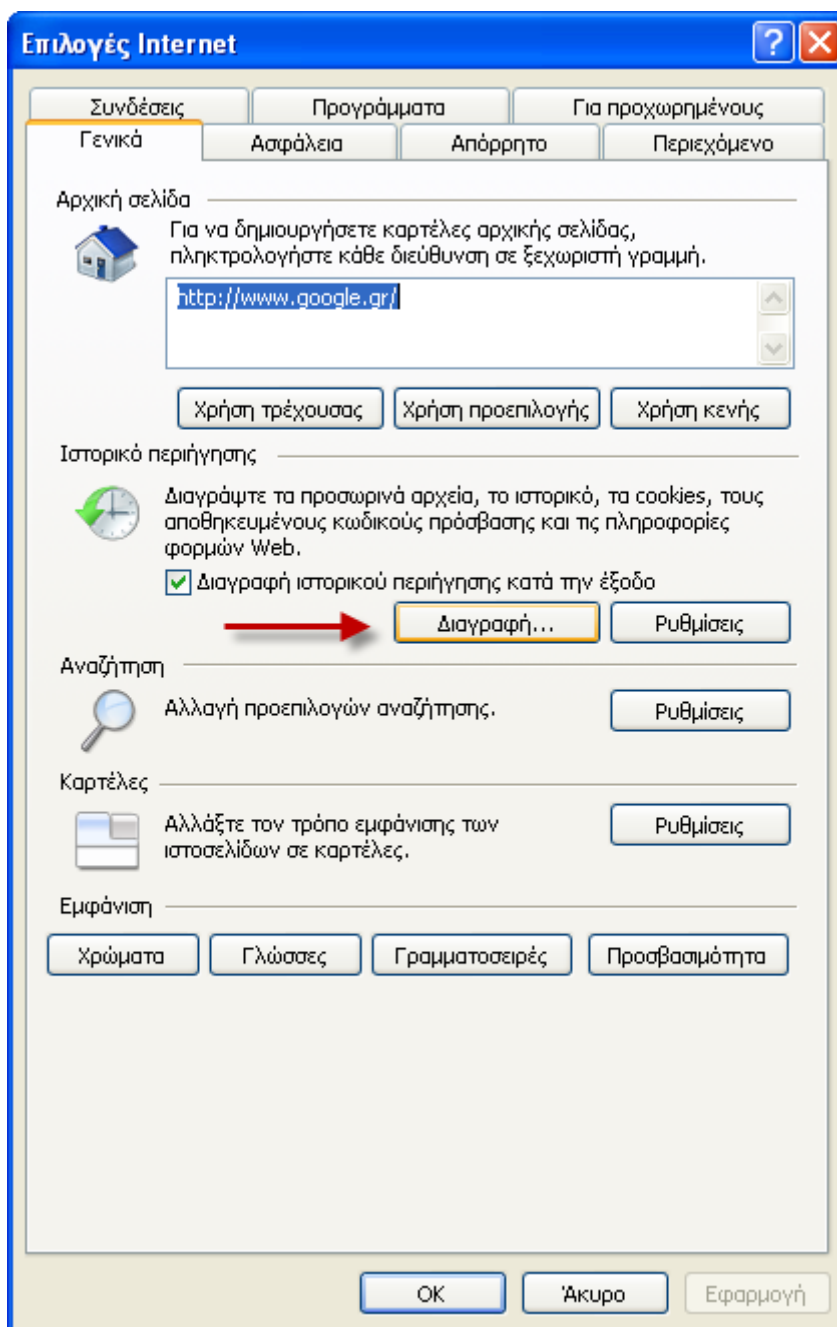 Επιλογές Internet
?
Συνδέσεις Προγράμματα Για προχωρημένους
Γενικά Ασφάλεια Απόρρητο Περιεχόμενο
Αρχική σελίδα
Για να δημιουργήσετε καρτέλες αρχικής σελίδας,
πληκτρολογήστε κάθε διεύθυνση σε ξεχωριστή γραμμή.
http://www.google.gr/
Χρήση τρέχουσας Χρήση προεπιλογής Χρήση κενής
Ιστορικό περιήγησης
Διαγράψτε τα προσωρινά αρχεία, το ιστορικό, τα cookies, τους
αποθηκευμένους κωδικούς πρόσβασης και τις πληροφορίες
φορμών Web.
Διαγραφή ιστορικού περιήγησης κατά την έξοδο
Διαγραφή... Ρυθμίσεις
Αναζήτηση
Αλλαγή προεπιλογών αναζήτησης. Ρυθμίσεις
Καρτέλες
Αλλάξτε τον τρόπο εμφάνισης των
ιστοσελίδων σε καρτέλες.
Ρυθμίσεις
Εμφάνιση
Χρώματα Γλώσσες Γραμματοσειρές Προσβασιμότητα
OK Άκυρο Εφαρμογή